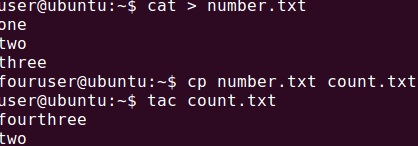 user@ubuntu:~$ cat > number.txt
one
two
three
fouruser@ubuntu:~$ cp number.txt count.txt
user@ubuntu:~$ tac count.txt
fourthree
two